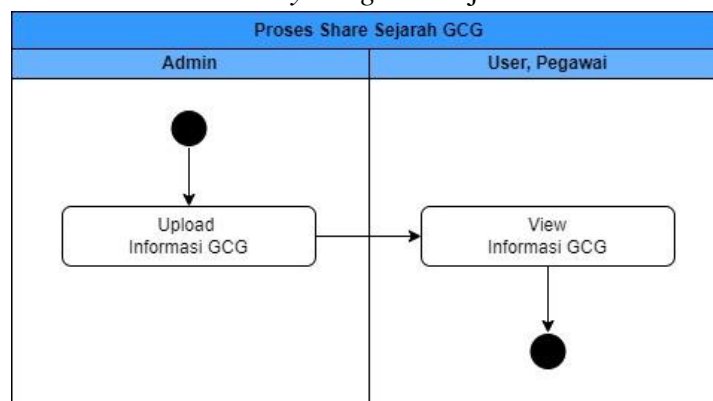 Proses Share Sejarah GCG
Admin
User, Pegawai
Upload
Informasi GCG
View
Informasi GCG